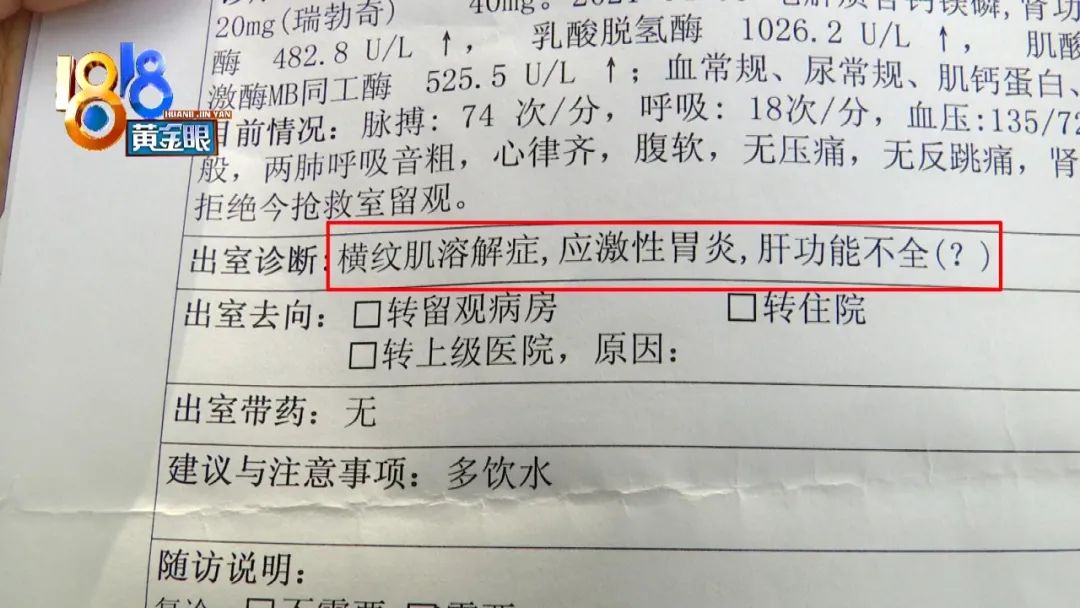 20mg(瑞勃奇) 40mg。
酶 482.8 U/L ↑, 乳酸脱氢酶 1026.2 U/L ↑, 肌酸
激酶MB同工酶 525.5 U/L ↑；血常规、尿常规、肌钙蛋白、
1818
HUANG JIN YAN
黄金眼
目前情况：脉搏：74 次/分，呼吸：18次/分，血压:135/72
般，两肺呼吸音粗，心律齐，腹软，无压痛，无反跳痛，肾
拒绝今抢救室留观。
出室诊断:横纹肌溶解症,应激性胃炎,肝功能不全(?)
出室去向：□转留观病房 □转住院
□转上级医院，原因：
出室带药：无
建议与注意事项：多饮水
随访说明：